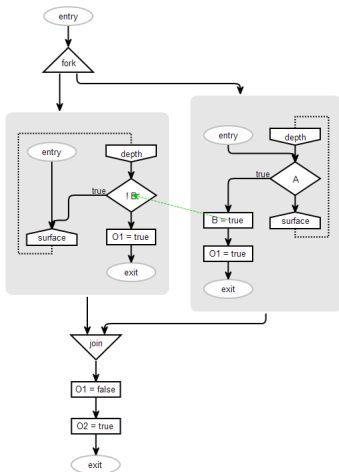 entry
fork
entry
depth
true
! B
surface
O1 = true
exit
entry
depth
true
A
B = true
surface
O1 = true
exit
join
O1 = false
O2 = true
exit